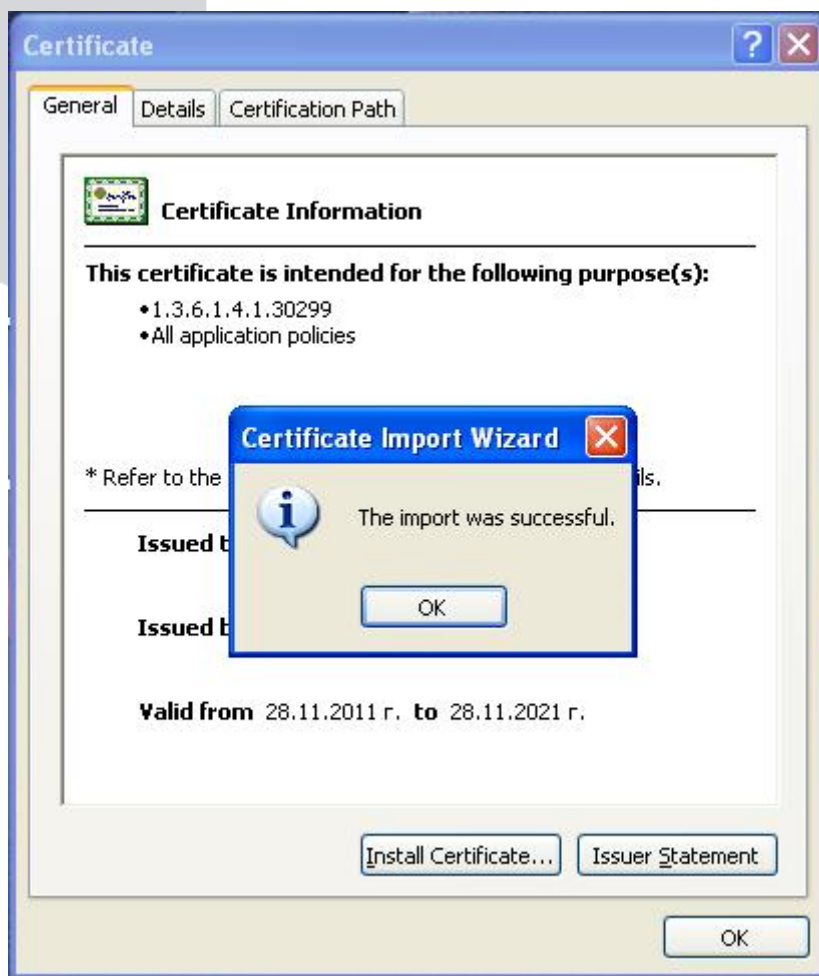 Certificate
General Details Certification Path
Certificate Information
This certificate is intended for the following purpose(s):
•1.3.6.1.4.1.30299
•All application policies
Certificate Import Wizard
* Refer to the
The import was successful.
OK
Issued
Issued
Valid from 28.11.2011 г. to 28.11.2021 г.
Install Certificate... Issuer Statement
OK